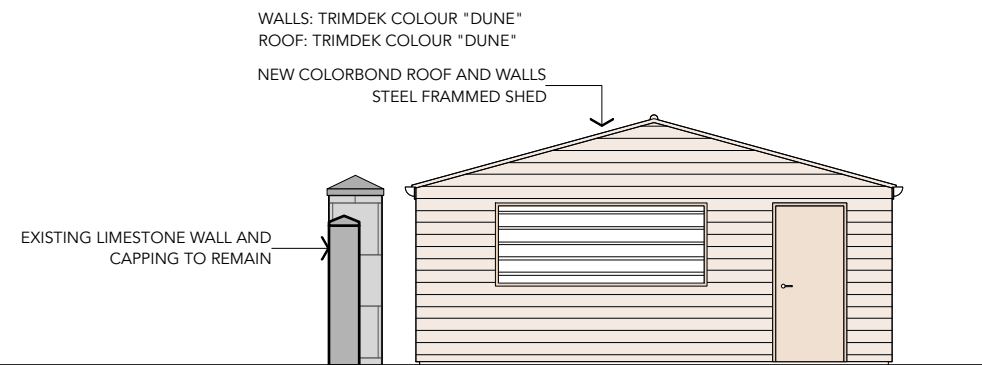 WALLS: TRIMDEK COLOUR "DUNE"
ROOF: TRIMDEK COLOUR "DUNE"
NEW COLORBOND ROOF AND WALLS
STEEL FRAMMED SHED
EXISTING LIMESTONE WALL AND
CAPPING TO REMAIN